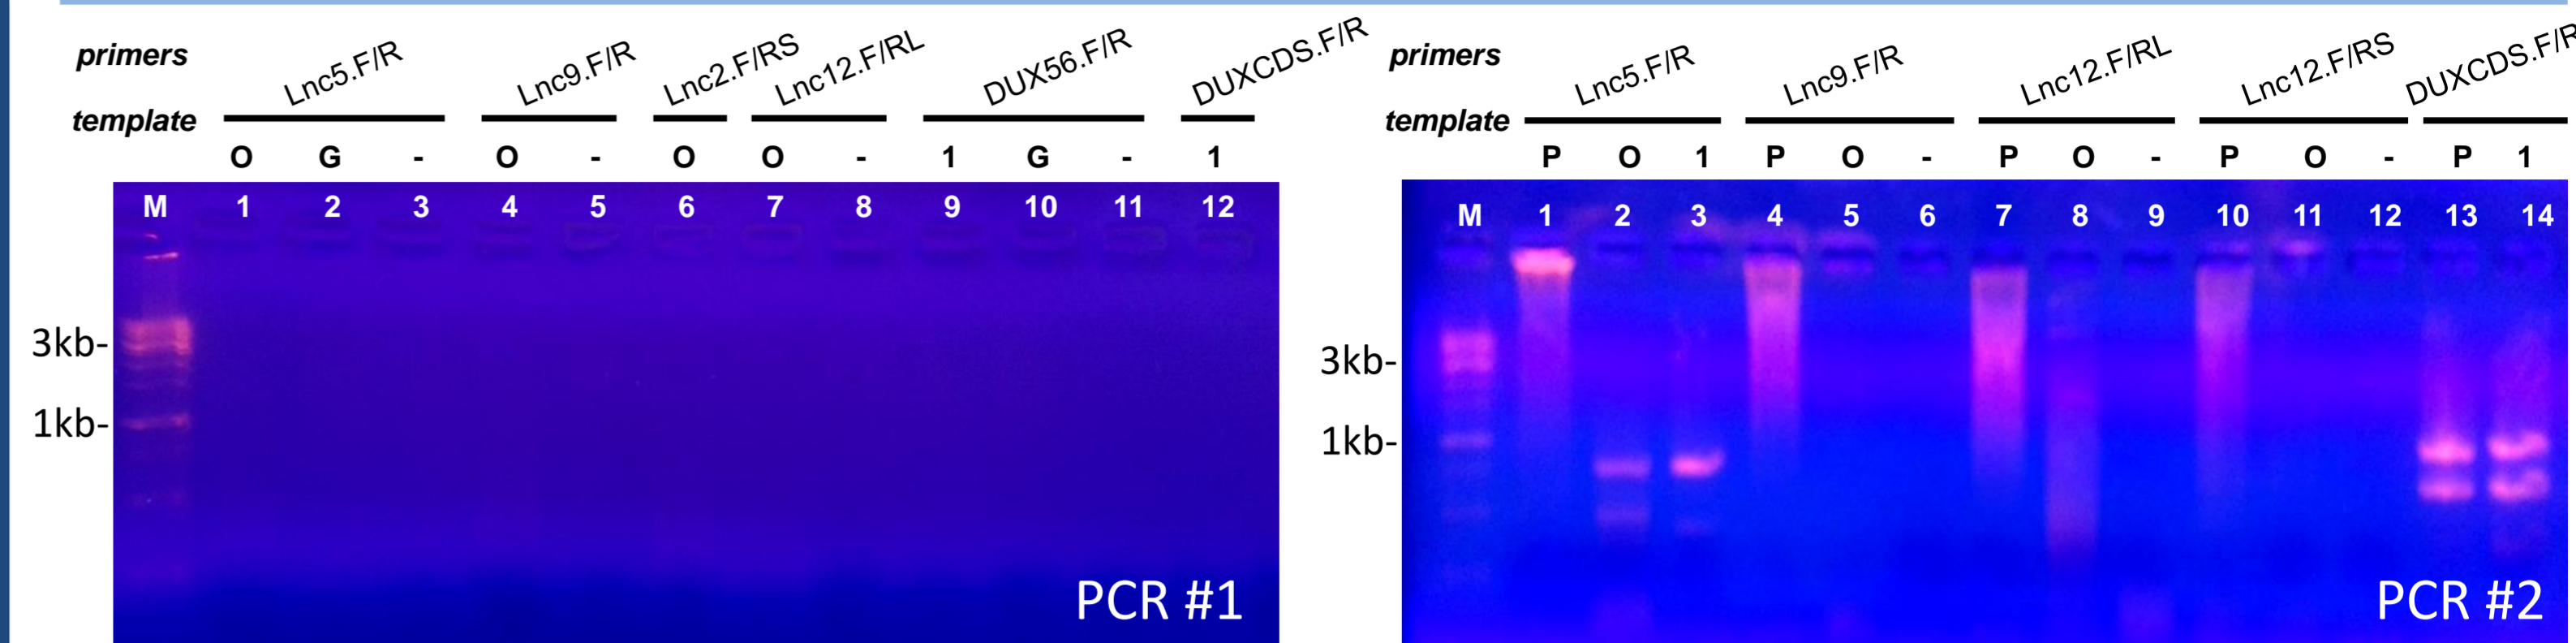 primers Lnc5.F/R Lnc9.F/R Lnc2.F/RS Lnc12.F/RL DUX56.F/R DUXCDS.F/R
template
O G - O - O O - 1 G - 1
M 1 2 3 4 5 6 7 8 9 10 11 12
3kb-
1kb-
PCR #1
primers Lnc5.F/R Lnc9.F/R Lnc12.F/RL Lnc12.F/RS DUXCDS.F/R
template
P O 1 P O - P O - P O - P 1
M 1 2 3 4 5 6 7 8 9 10 11 12 13 14
3kb-
1kb-
PCR #2